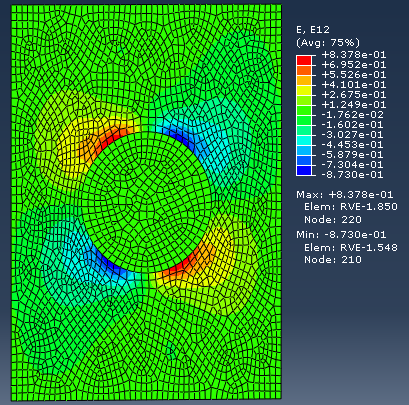 E, E12
(Avg: 75%)
+8.378e-01
+6.952e-01
+5.526e-01
+4.101e-01
+2.675e-01
+1.249e-01
-1.762e-02
-1.602e-01
-3.027e-01
-4.453e-01
-5.879e-01
-7.304e-01
-8.730e-01
Max: +8.378e-01
Elem: RVE-1.850
Node: 220
Min: -8.730e-01
Elem: RVE-1.548
Node: 210